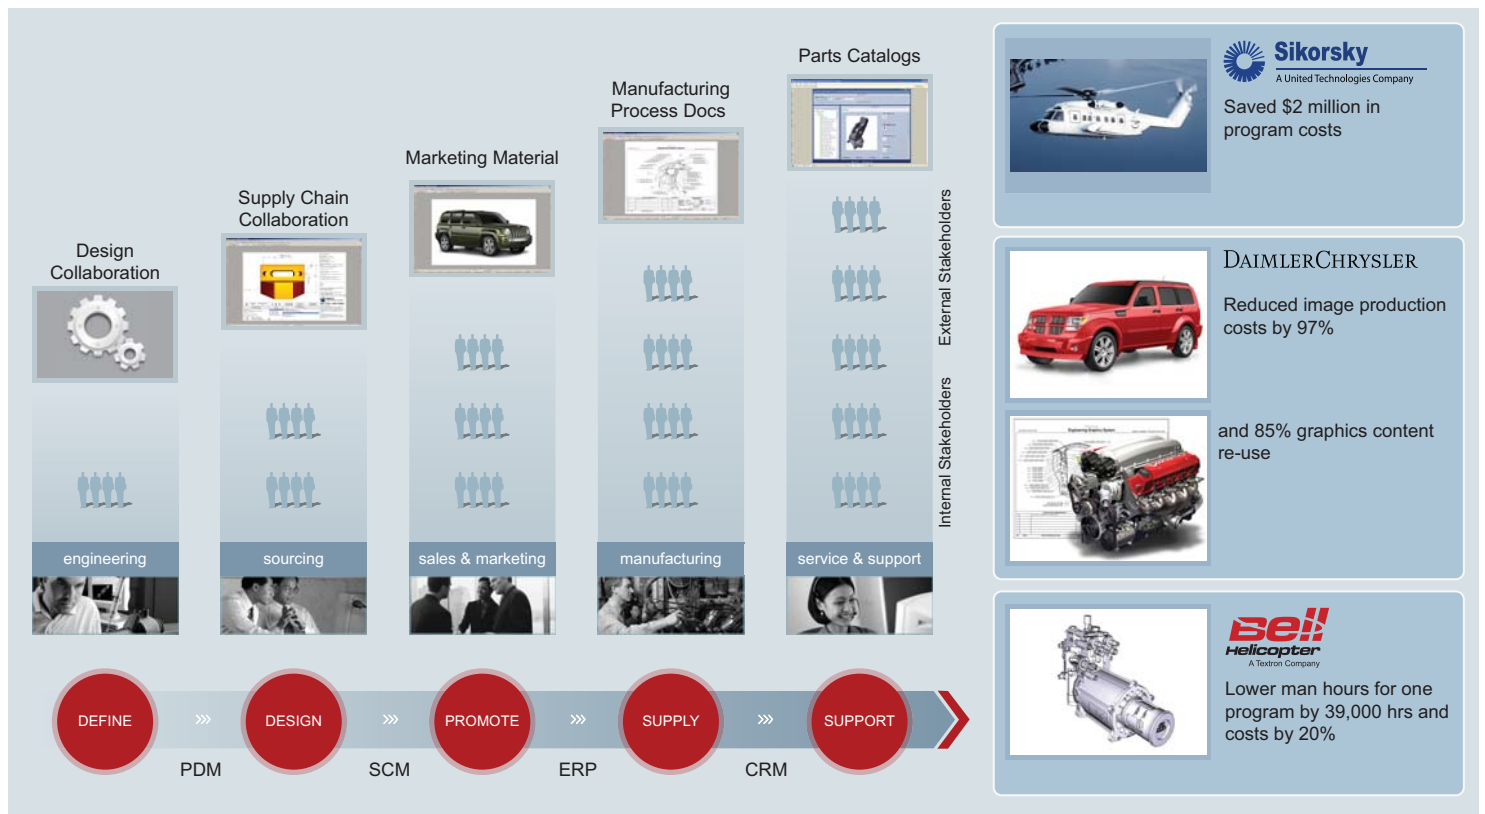 Design
Collaboration
engineering
Supply Chain
Collaboration
sourcing
Marketing Material
sales & marketing
Manufacturing
Process Docs
manufacturing
Parts Catalogs
service & support
External Stakeholders
Internal Stakeholders
DEFINE
DESIGN
PROMOTE
SUPPLY
SUPPORT
PDM
SCM
ERP
CRM
Sikorsky
A United Technologies Company
Saved $2 million in
program costs
DAIMLERCHRYSLER
Reduced image production
costs by 97%
Engineering Graphics System
and 85% graphics content
re-use
Bell
Helicopter
A Textron Company
Lower man hours for one
program by 39,000 hrs and
costs by 20%